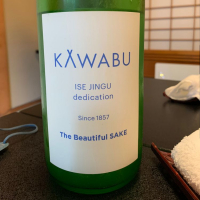 KAWABU
ISE JINGU
dedication
Since 1857
The Beautiful SAKE